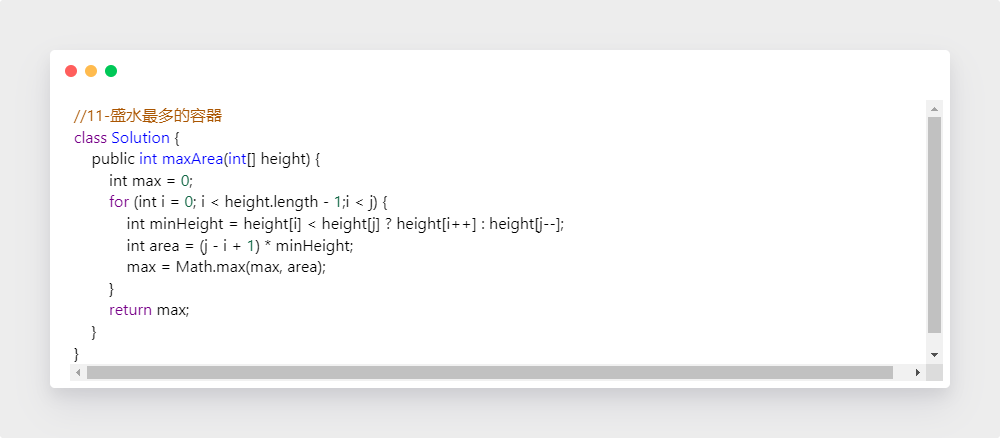 //11-盛水最多的容器
class Solution {
public int maxArea(int[] height) {
int max = 0;
for (int i = 0; i < height.length - 1;i < j) {
int minHeight = height[i] < height[j] ? height[i++] : height[j--];
int area = (j - i + 1) * minHeight;
max = Math.max(max, area);
}
return max;
}
}